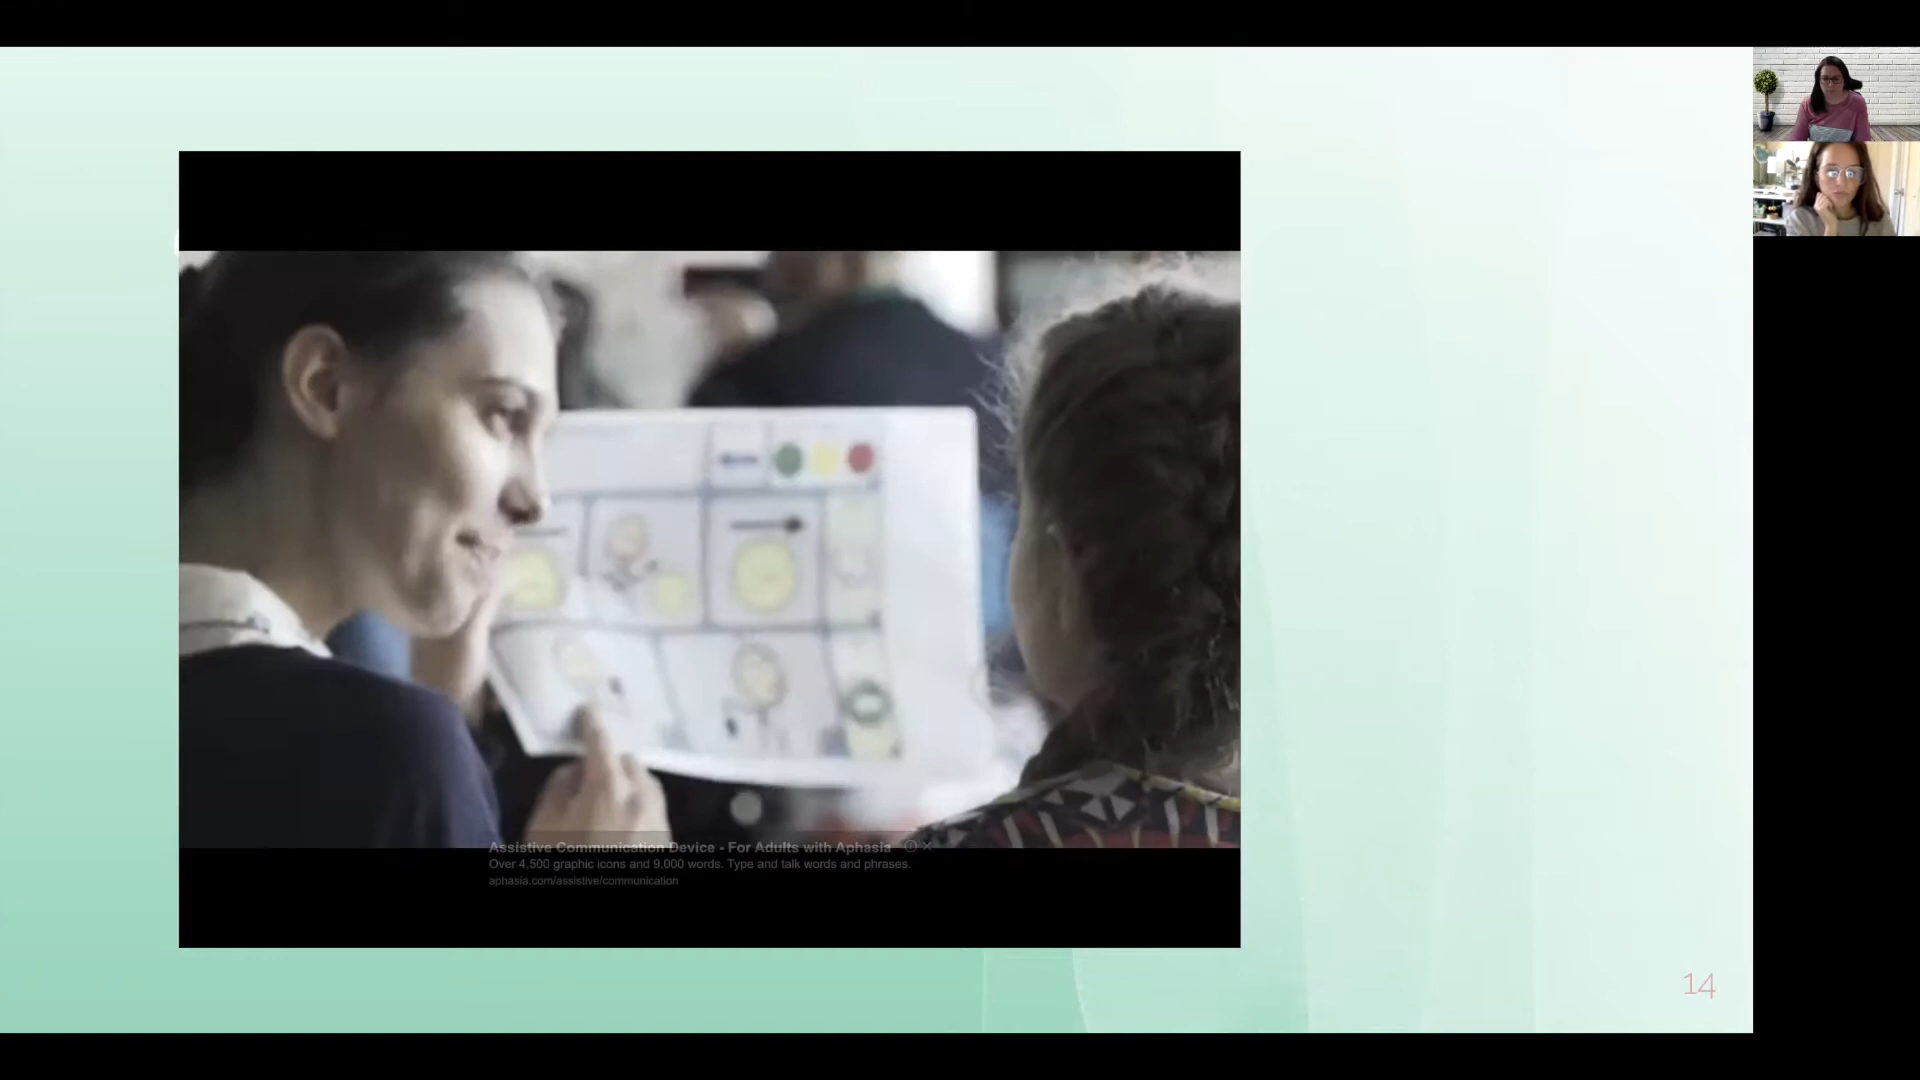 Assistive Communication Device - For Adults with Aphasia
Over 4,500 graphic icons and 9,000 words. Type and talk words and phrases.
aphasia.com/assistive/communication
14